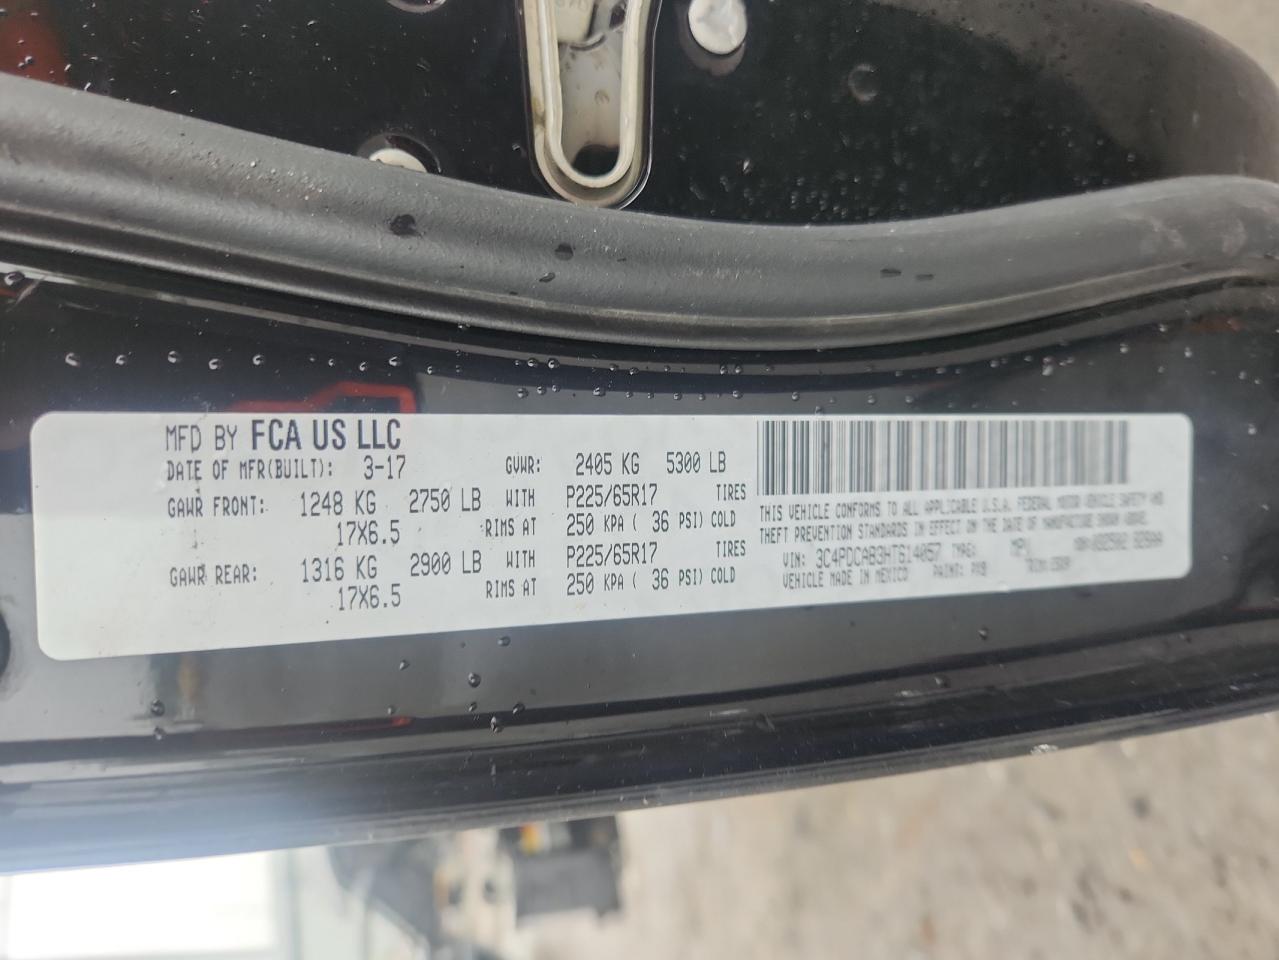 MFD BY FCA US LLC
DATE OF MFR(BUILT): 3-17 GVWR: 2405 KG 5300 LB
GAWR FRONT: 1248 KG 2750 LB WITH P225/65R17 TIRES
17X6.5 RIMS AT 250 KPA ( 36 PSI) COLD
GAWR REAR: 1316 KG 2900 LB WITH P225/65R17 TIRES
17X6.5 RIMS AT 250 KPA ( 36 PSI) COLD
THIS VEHICLE CONFORMS TO ALL APPLICABLE U.S.A. FEDERAL MOTOR VEHICLE SAFETY AND
THEFT PREVENTION STANDARDS IN EFFECT ON THE DATE OF MANUFACTURE SHOWN ABOVE.
VIN: 3C4PDCAB3HT614057 TYPE: MPV
VEHICLE MADE IN MEXICO PAINT: